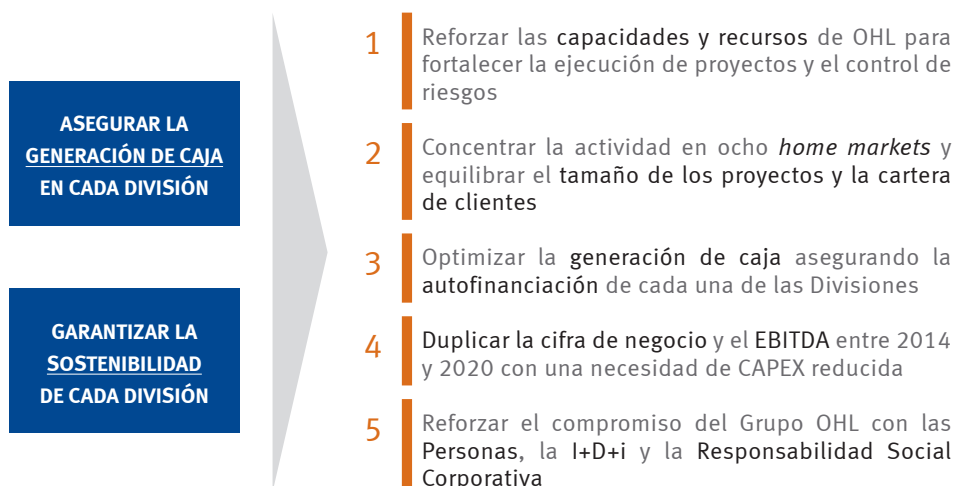 ASEGURAR LA
GENERACIÓN DE CAJA
EN CADA DIVISIÓN
GARANTIZAR LA
SOSTENIBILIDAD
DE CADA DIVISIÓN
1
Reforzar las capacidades y recursos de OHL para
fortalecer la ejecución de proyectos y el control de
riesgos
2
Concentrar la actividad en ocho home markets y
equilibrar el tamaño de los proyectos y la cartera
de clientes
3
Optimizar la generación de caja asegurando la
autofinanciación de cada una de las Divisiones
4
Duplicar la cifra de negocio y el EBITDA entre 2014
y 2020 con una necesidad de CAPEX reducida
5
Reforzar el compromiso del Grupo OHL con las
Personas, la I+D+i y la Responsabilidad Social
Corporativa